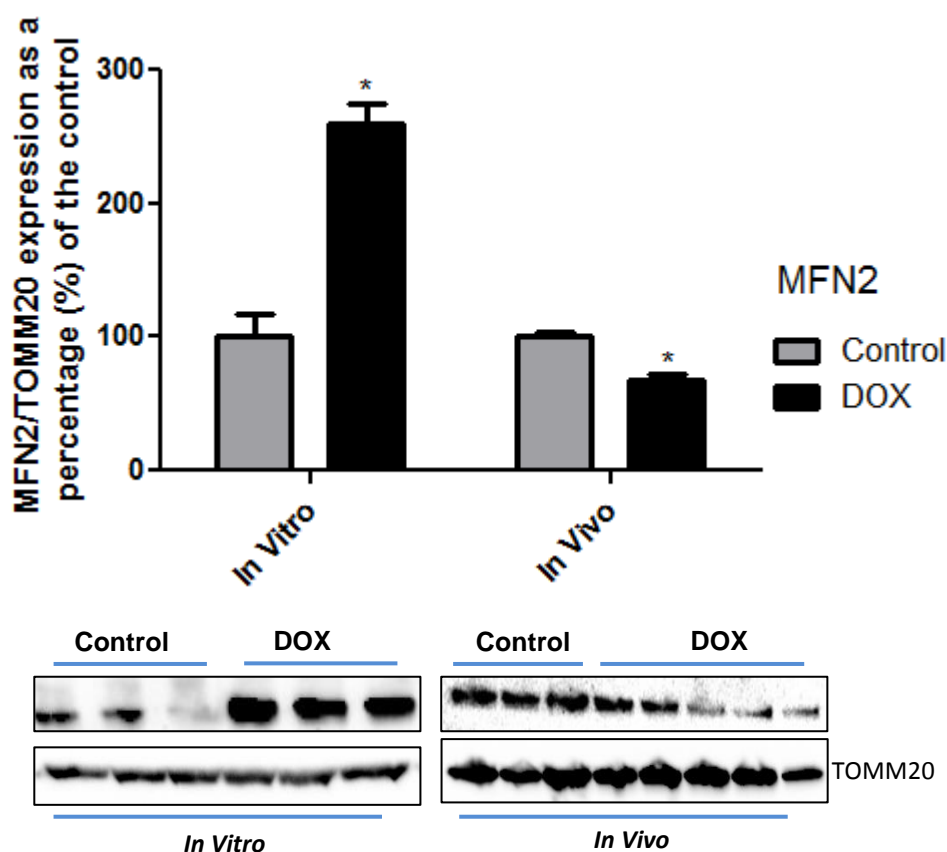 MFN2/TOMM20 expression as a
percentage (%) of the control
300
200
100
0
*
*
In Vitro
In Vivo
MFN2
Control
DOX
Control
DOX
Control
DOX
TOMM20
In Vitro
In Vivo